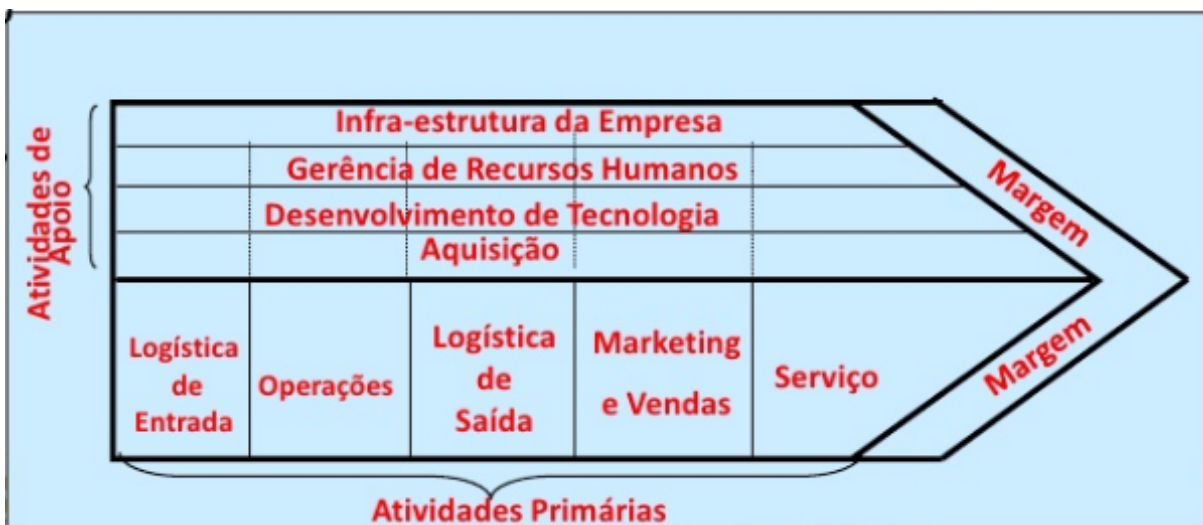 Infra-estrutura da Empresa
Gerência de Recursos Humanos
Desenvolvimento de Tecnologia
Aquisição
Atividades de
Apoio
Margem
Margem
Logística
de
Entrada
Operações
Logística
de
Saída
Marketing
e Vendas
Serviço
Atividades Primárias